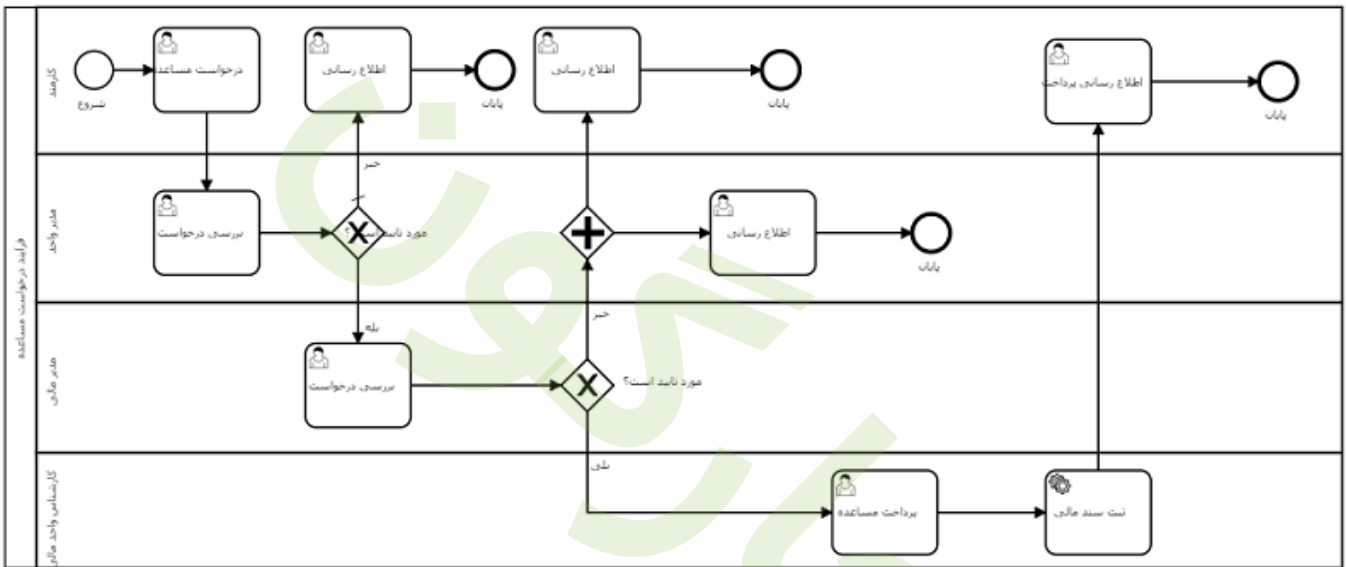 فرآیند درخواست مساعده
کارمند
شروع
درخواست مساعده
اطلاع رسانی
پایان
اطلاع رسانی
پایان
اطلاع رسانی پرداخت
پایان
خیر
مدیر واحد
بررسی درخواست
مورد تایید است؟
اطلاع رسانی
پایان
بله
خیر
مدیر مالی
بررسی درخواست
مورد تایید است؟
بلی
کارشناس واحد مالی
پرداخت مساعده
ثبت سند مالی